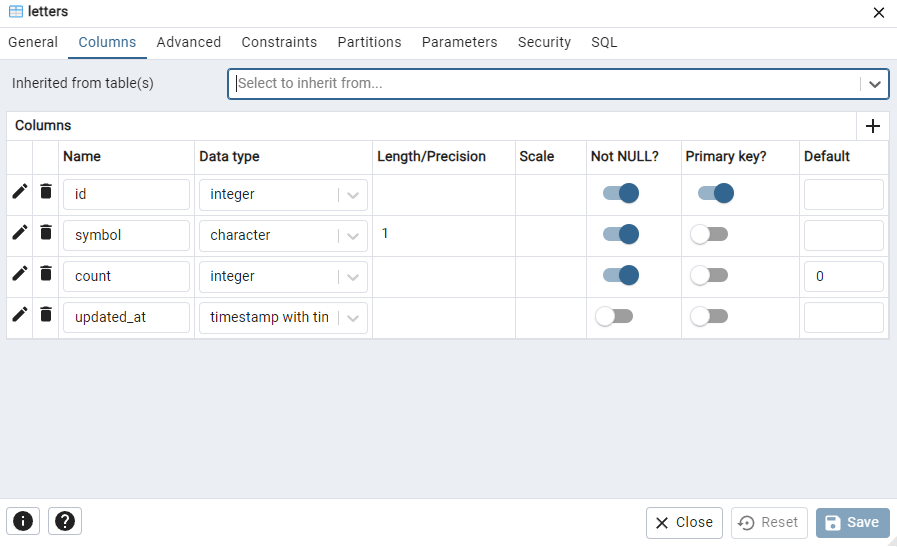 letters
General Columns Advanced Constraints Partitions Parameters Security SQL
Inherited from table(s) Select to inherit from...
Columns
Name Data type Length/Precision Scale Not NULL? Primary key? Default
id integer
symbol character 1
count integer 0
updated_at timestamp with tin
Close Reset Save